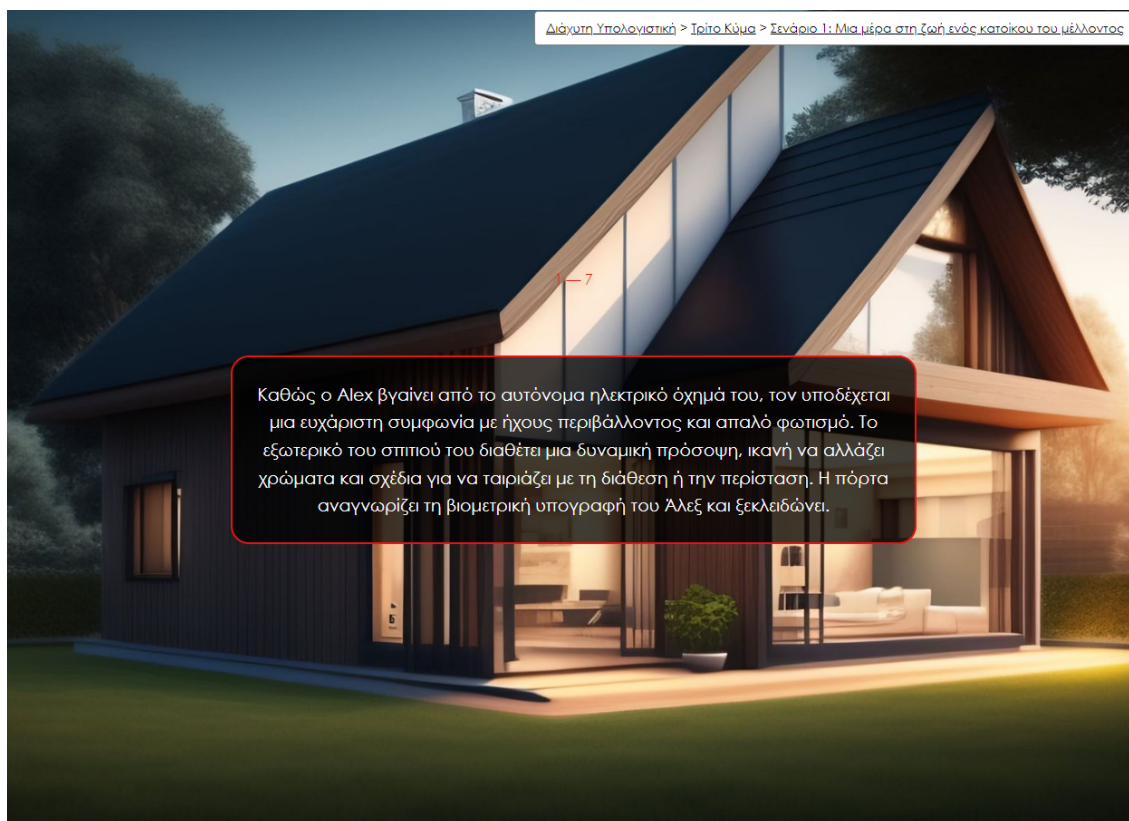 Διάχυτη Υπολογιστική > Τρίτο Κύμα > Σενάριο 1: Μια μέρα στη ζωή ενός κατοίκου του μέλλοντος
1 — 7
Καθώς ο Alex βγαίνει από το αυτόνομα ηλεκτρικό όχημά του, τον υποδέχεται
μια ευχάριστη συμφωνία με ήχους περιβάλλοντος και απαλό φωτισμό. Το
εξωτερικό του σπιτιού του διαθέτει μια δυναμική πρόσοψη, ικανή να αλλάζει
χρώματα και σχέδια για να ταιριάζει με τη διάθεση ή την περίσταση. Η πόρτα
αναγνωρίζει τη βιομετρική υπογραφή του Άλεξ και ξεκλειδώνει.